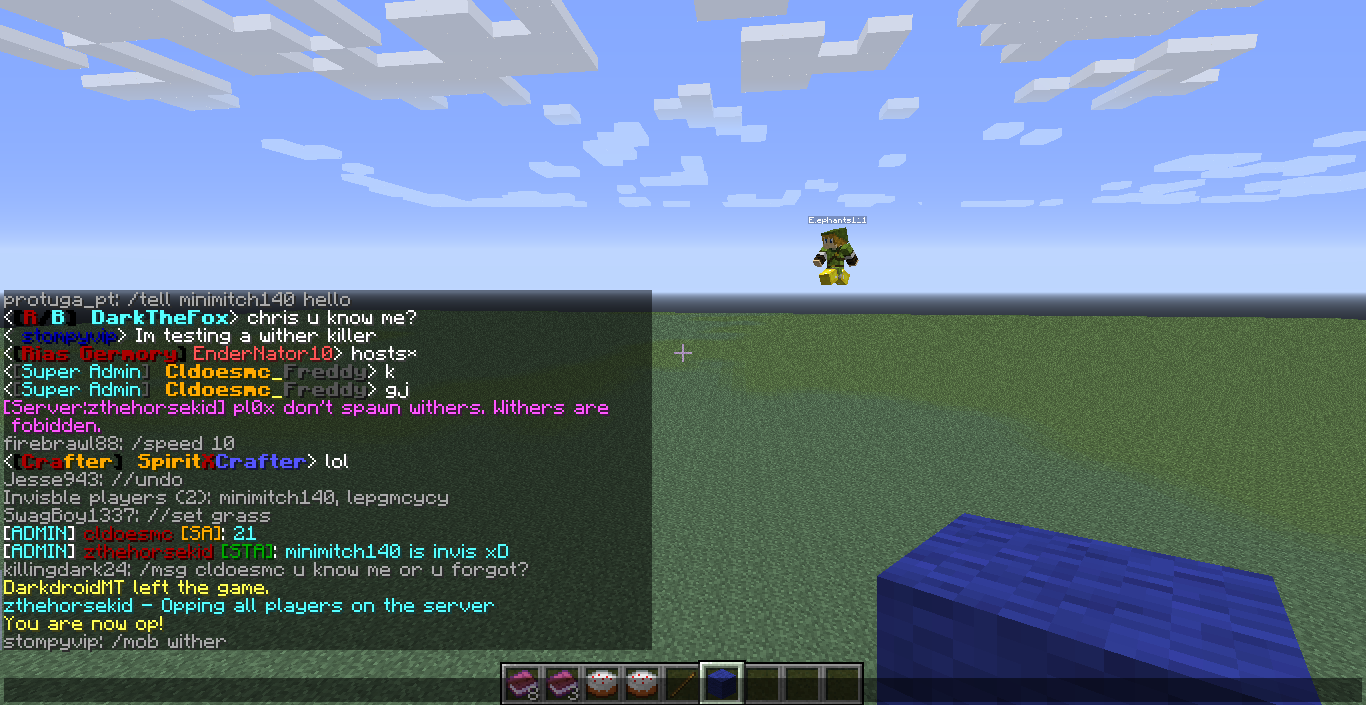 Elephants111
protuga_pt: /tell minimitch140 hello
<[R/B] DarkTheFox> chris u know me?
< stompyvip> Im testing a wither killer
<[Rias Germory] EnderNator10> hosts*
<[Super Admin] Cldoesmc_Freddy> k
<[Super Admin] Cldoesmc_Freddy> gj
[Server:zthehorsekid] pl0x don't spawn withers. Withers are
fobidden.
firebrawl88: /speed 10
<[Crafter] SpiritXCrafter> lol
Jesse943: //undo
Invisble players (2): minimitch140, lepgmcycy
SwagBoy1337: //set grass
[ADMIN] cldoesmc [SA]: 21
[ADMIN] zthehorsekid [STA]: minimitch140 is invis xD
killingdark24: /msg cldoesmc u know me or u forgot?
DarkdroidMT left the game.
zthehorsekid - Opping all players on the server
You are now op!
stompyvip: /mob wither
8
3